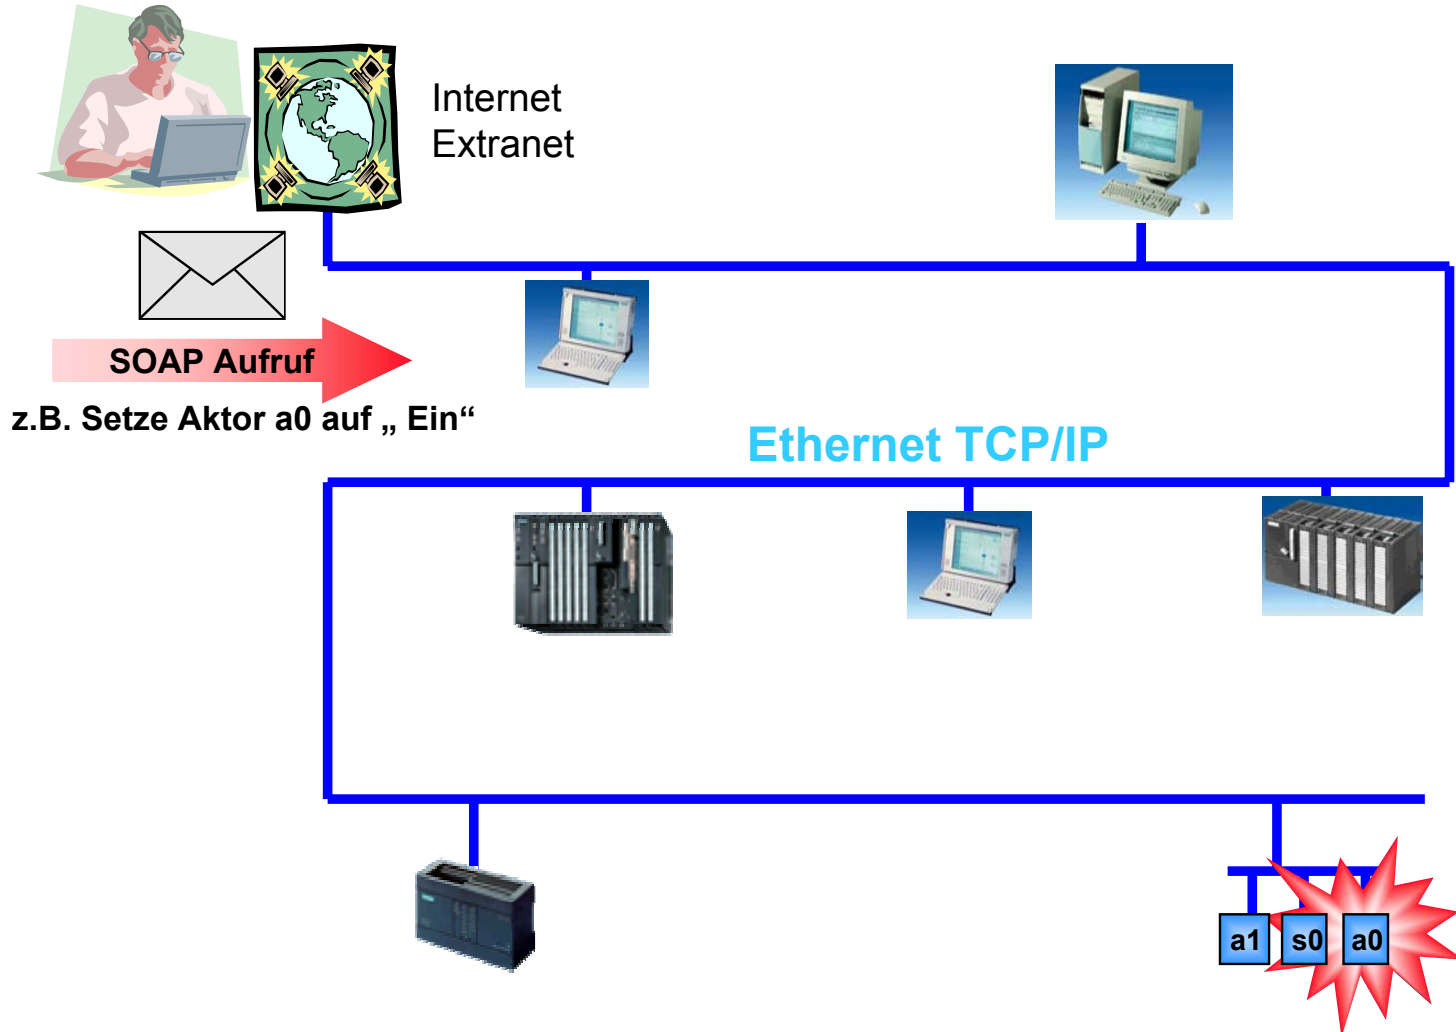 Internet
Extranet
SOAP Aufruf
z.B. Setze Aktor a0 auf „ Ein“
Ethernet TCP/IP
a1
s0
a0